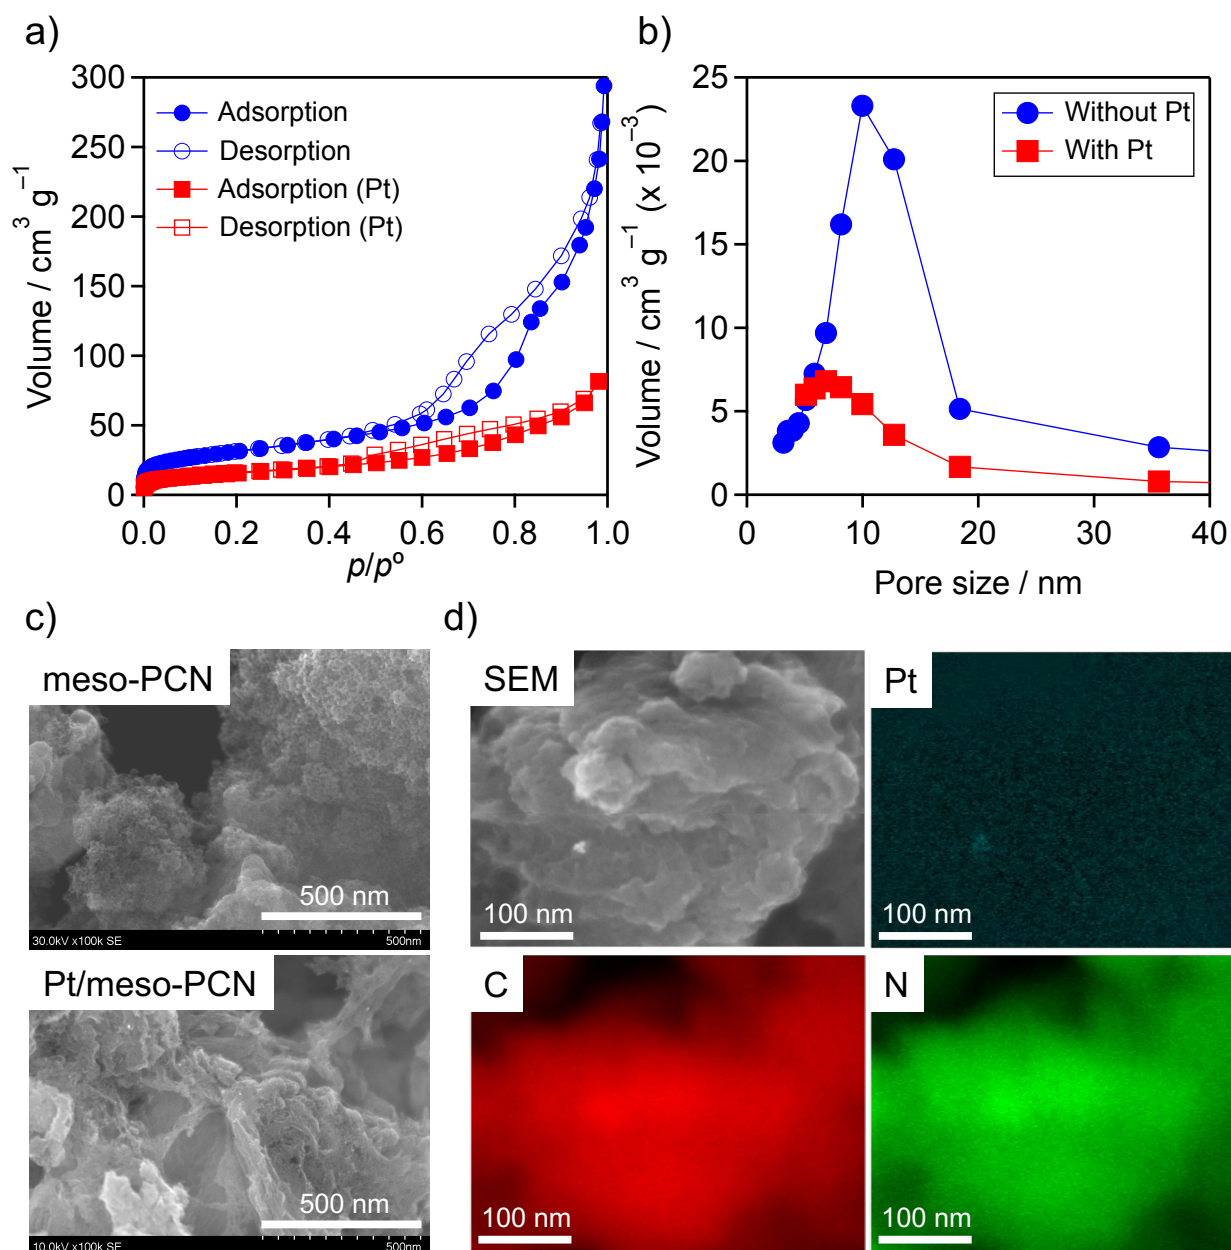 a)
300
250
200
150
100
50
0
Volume / cm³ g⁻¹
Adsorption
Desorption
Adsorption (Pt)
Desorption (Pt)
0.0 0.2 0.4 0.6 0.8 1.0
p/pº
b)
25
20
15
10
5
0
Volume / cm³ g⁻¹ (x 10⁻³)
Without Pt
With Pt
0 10 20 30 40
Pore size / nm
c)
meso-PCN
500 nm
30.0kV x100k SE 500nm
Pt/meso-PCN
500 nm
10.0kV x100k SE 500nm
d)
SEM
100 nm
Pt
100 nm
C
100 nm
N
100 nm